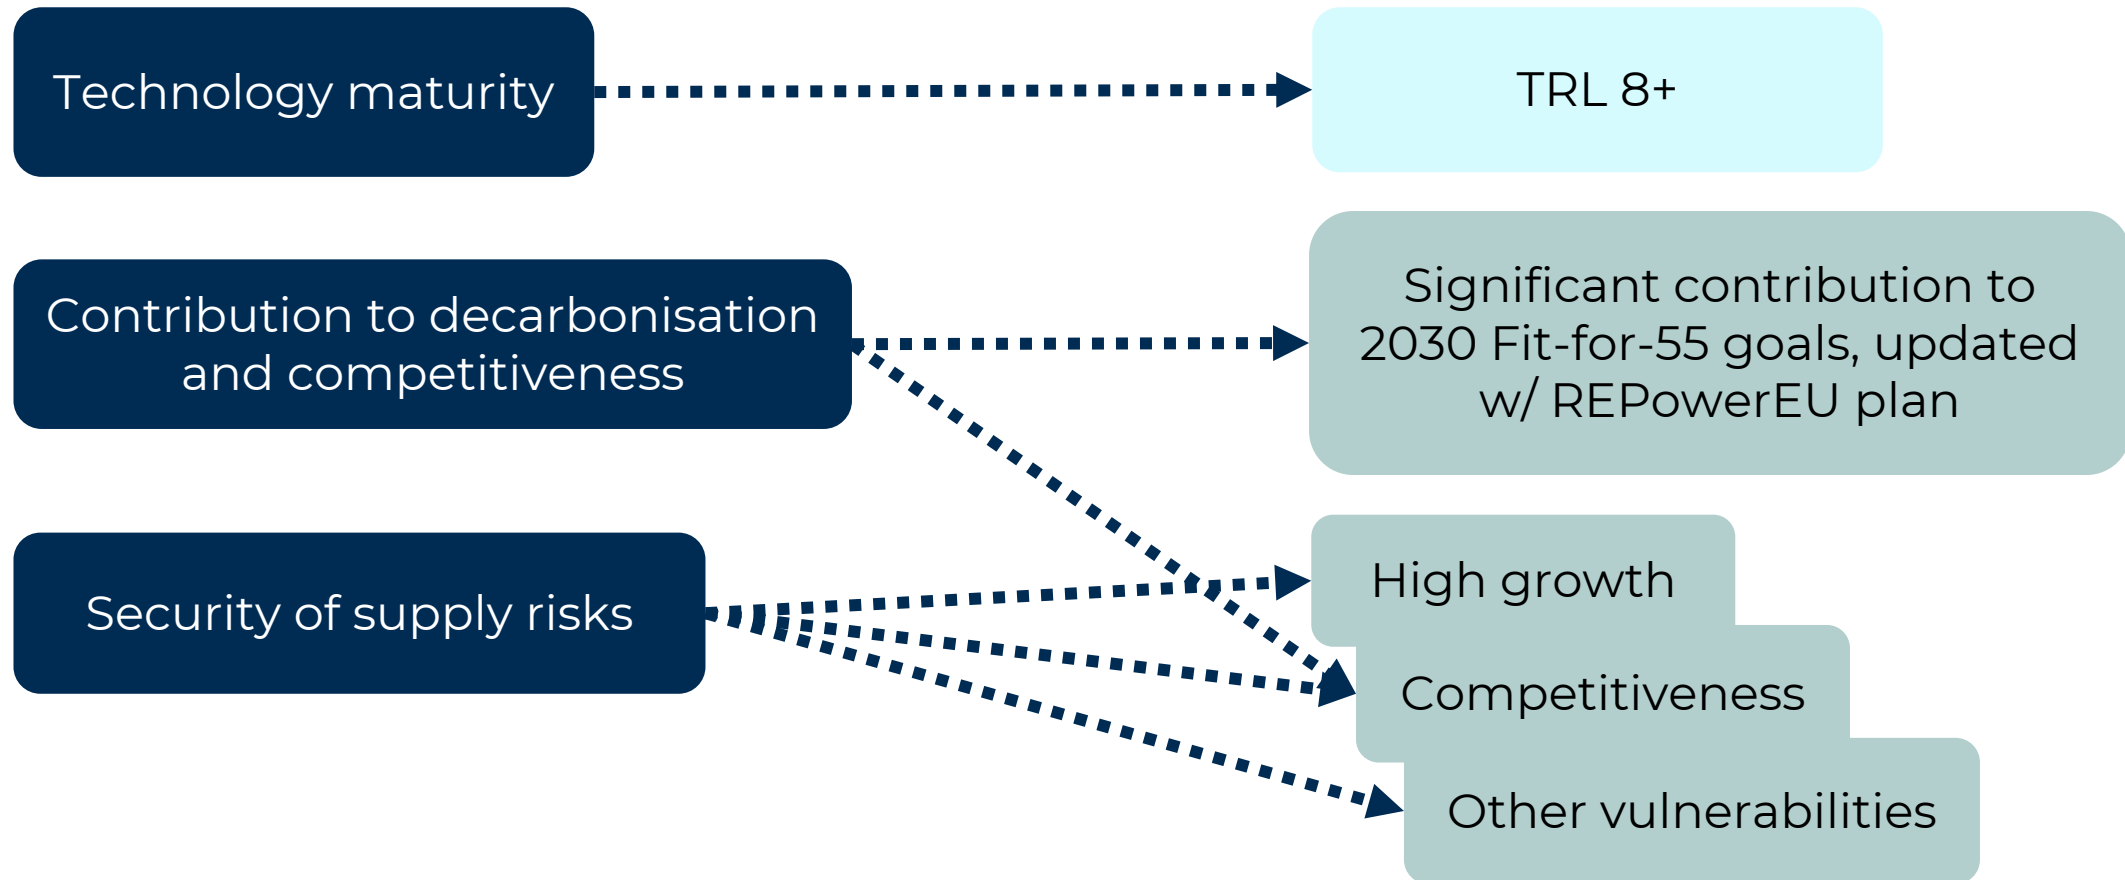 Technology maturity
TRL 8+
Contribution to decarbonisation
and competitiveness
Significant contribution to
2030 Fit-for-55 goals, updated
w/ REPowerEU plan
Security of supply risks
High growth
Competitiveness
Other vulnerabilities